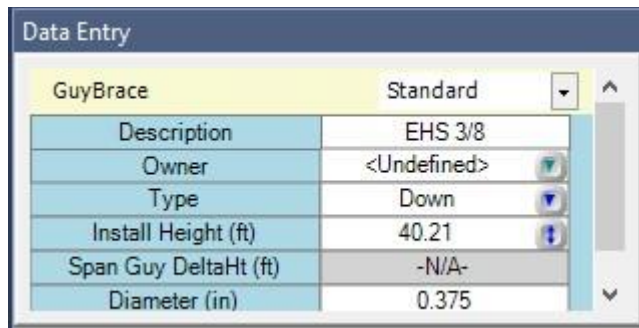 Data Entry
GuyBrace Standard
Description EHS 3/8
Owner <Undefined>
Type Down
Install Height (ft) 40.21
Span Guy DeltaHt (ft) -N/A-
Diameter (in) 0.375